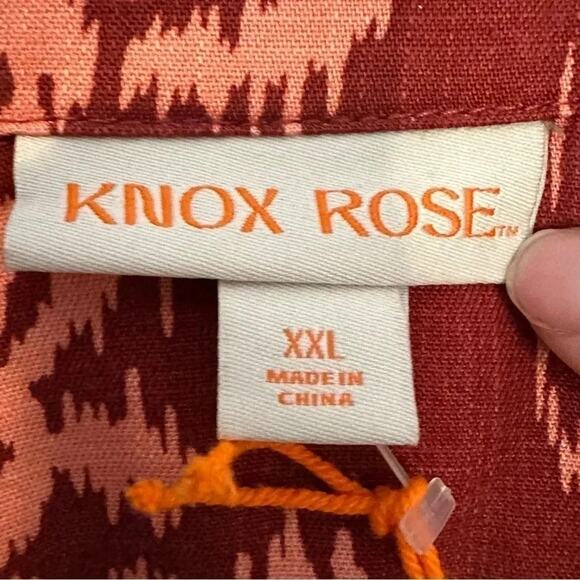 KNOX ROSE™
XXL
MADE IN
CHINA